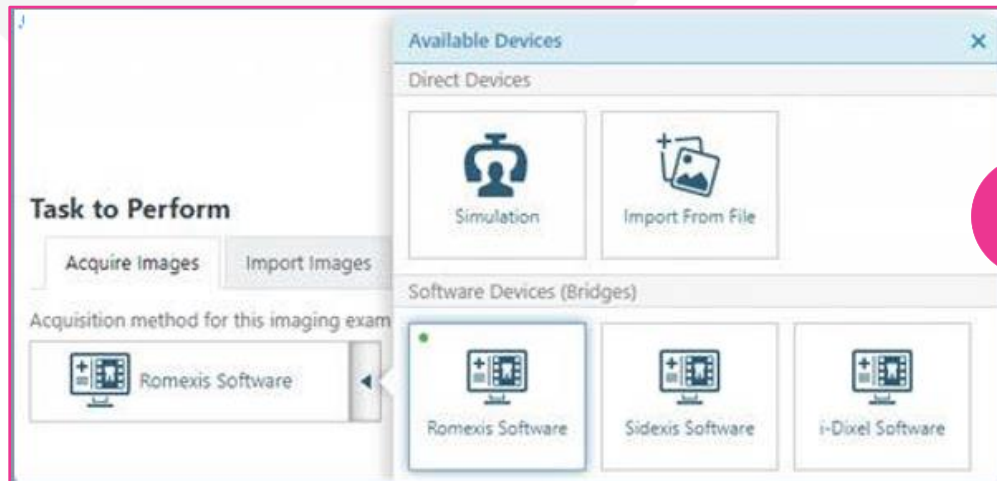 Available Devices
Direct Devices
Simulation
Import From File
Task to Perform
Acquire Images
Import Images
Acquisition method for this imaging exam
Romexis Software
Software Devices (Bridges)
Romexis Software
Sidexis Software
i-Dixel Software